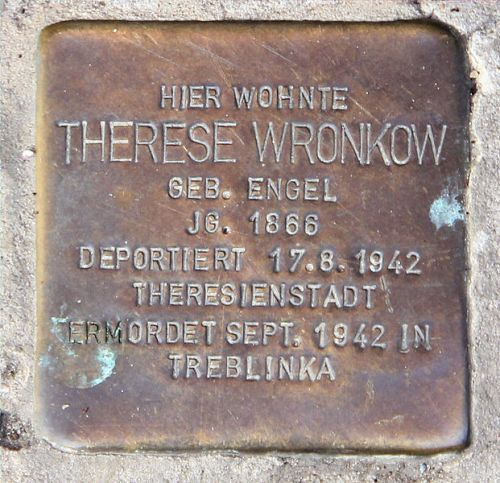 HIER WOHNTE
THERESE WRONKOW
GEB. ENGEL
JG. 1866
DEPORTIERT 17.8.1942
THERESIENSTADT
ERMORDET SEPT. 1942 IN
TREBLINKA